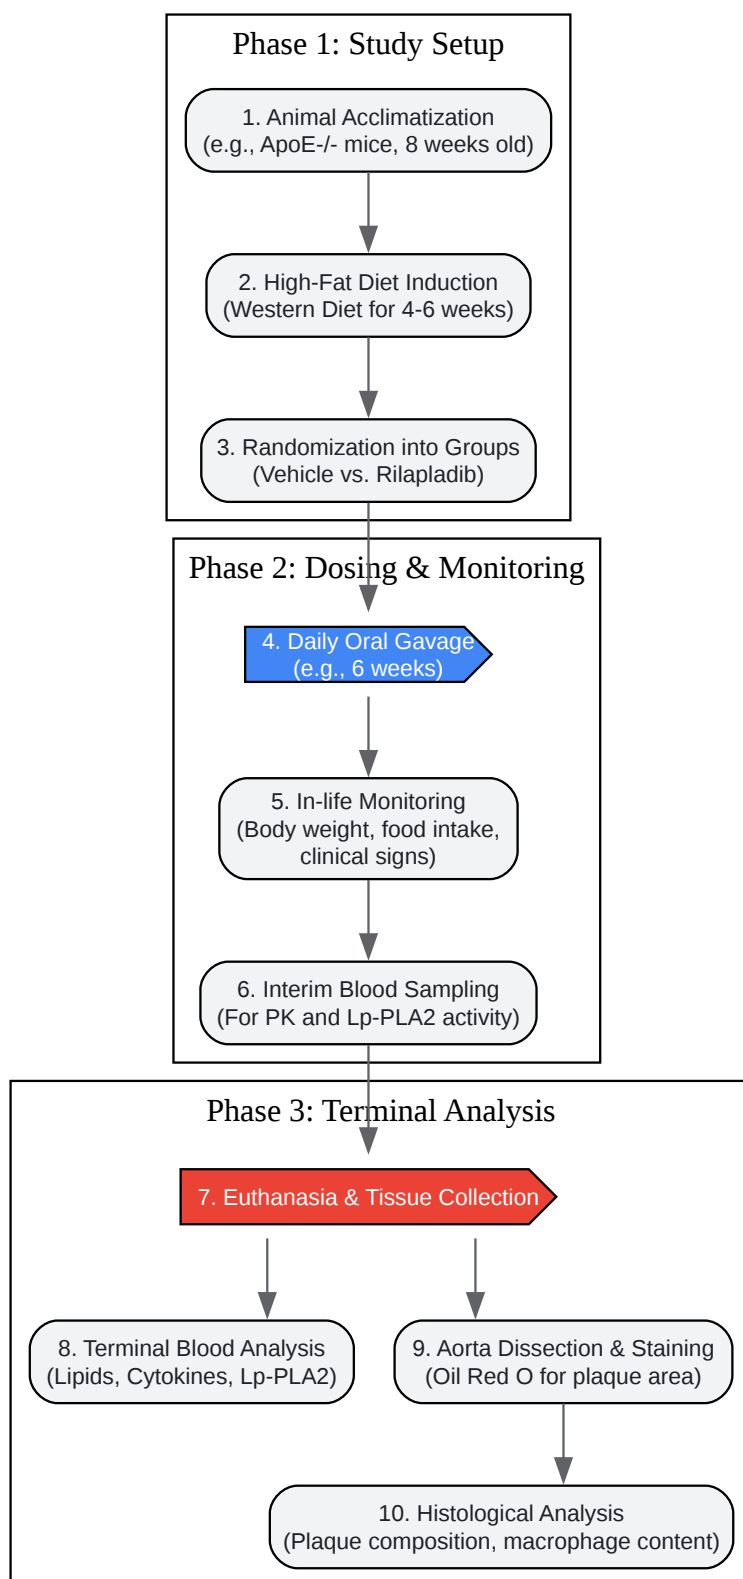 Phase 1: Study Setup
1. Animal Acclimatization
(e.g., ApoE-/- mice, 8 weeks old)
2. High-Fat Diet Induction
(Western Diet for 4-6 weeks)
3. Randomization into Groups
(Vehicle vs. Rilapladib)
Phase 2: Dosing & Monitoring
4. Daily Oral Gavage
(e.g., 6 weeks)
5. In-life Monitoring
(Body weight, food intake,
clinical signs)
6. Interim Blood Sampling
(For PK and Lp-PLA2 activity)
Phase 3: Terminal Analysis
7. Euthanasia & Tissue Collection
8. Terminal Blood Analysis
(Lipids, Cytokines, Lp-PLA2)
9. Aorta Dissection & Staining
(Oil Red O for plaque area)
10. Histological Analysis
(Plaque composition, macrophage content)